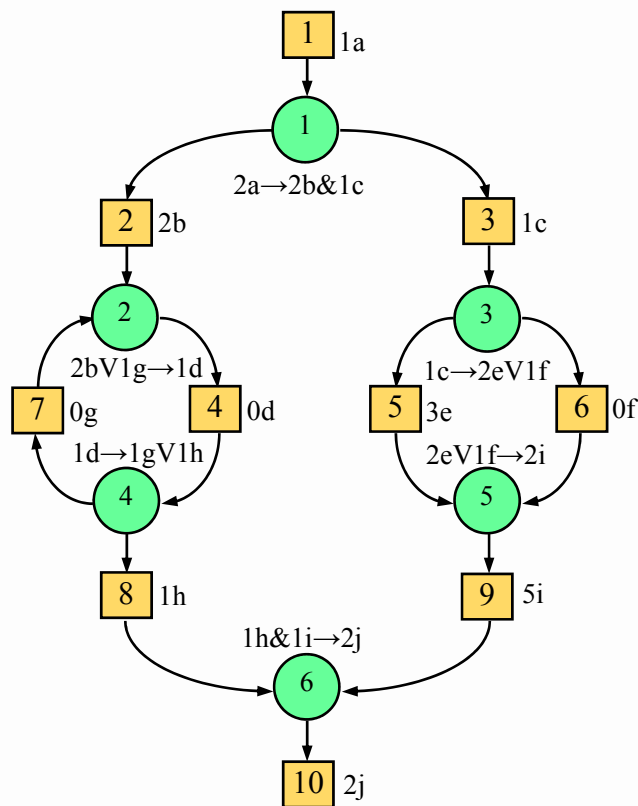 1 1a
1
2a→2b&1c
2 2b
3 1c
2
3
2bV1g→1d
1c→2eV1f
7 0g
4 0d
5 3e
6 0f
1d→1gV1h
2eV1f→2i
4
5
8 1h
9 5i
1h&1i→2j
6
10 2j